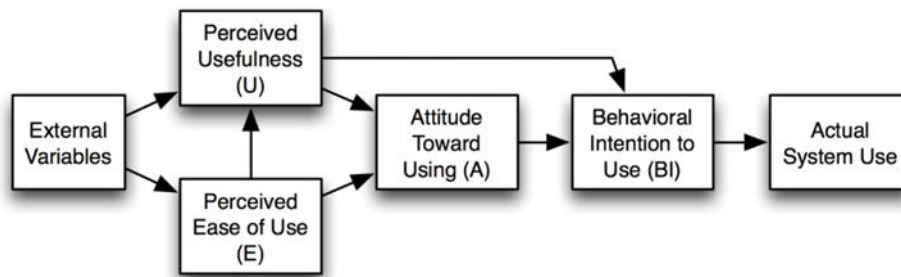 External
Variables
Perceived
Usefulness
(U)
Perceived
Ease of Use
(E)
Attitude
Toward
Using (A)
Behavioral
Intention to
Use (BI)
Actual
System Use